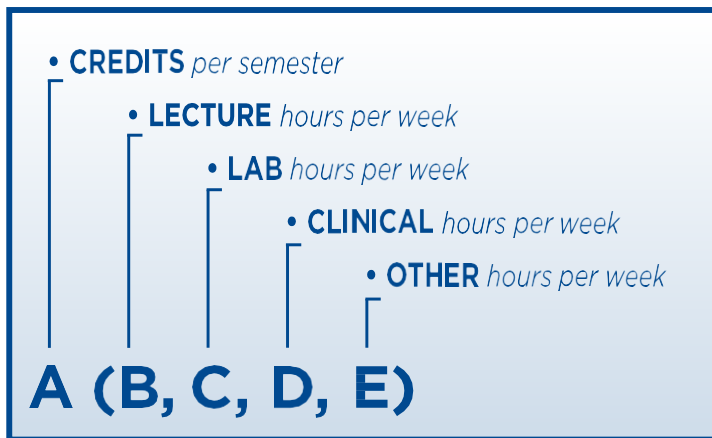 • CREDITS per semester
• LECTURE hours per week
• LAB hours per week
• CLINICAL hours per week
• OTHER hours per week
A (B, C, D, E)